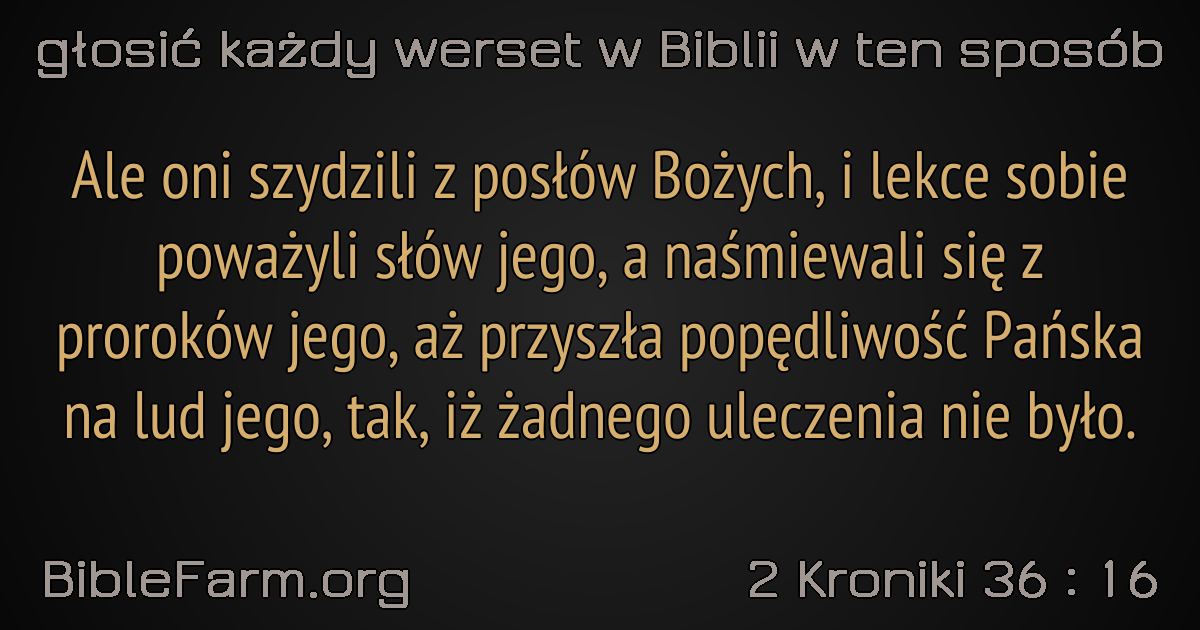 głosić każdy werset w Biblii w ten sposób
Ale oni szydzili z posłów Bożych, i lekce sobie
poważyli słów jego, a naśmiewali się z
proroków jego, aż przyszła popędliwość Pańska
na lud jego, tak, iż żadnego uleczenia nie było.
BibleFarm.org
2 Kroniki 36 : 16